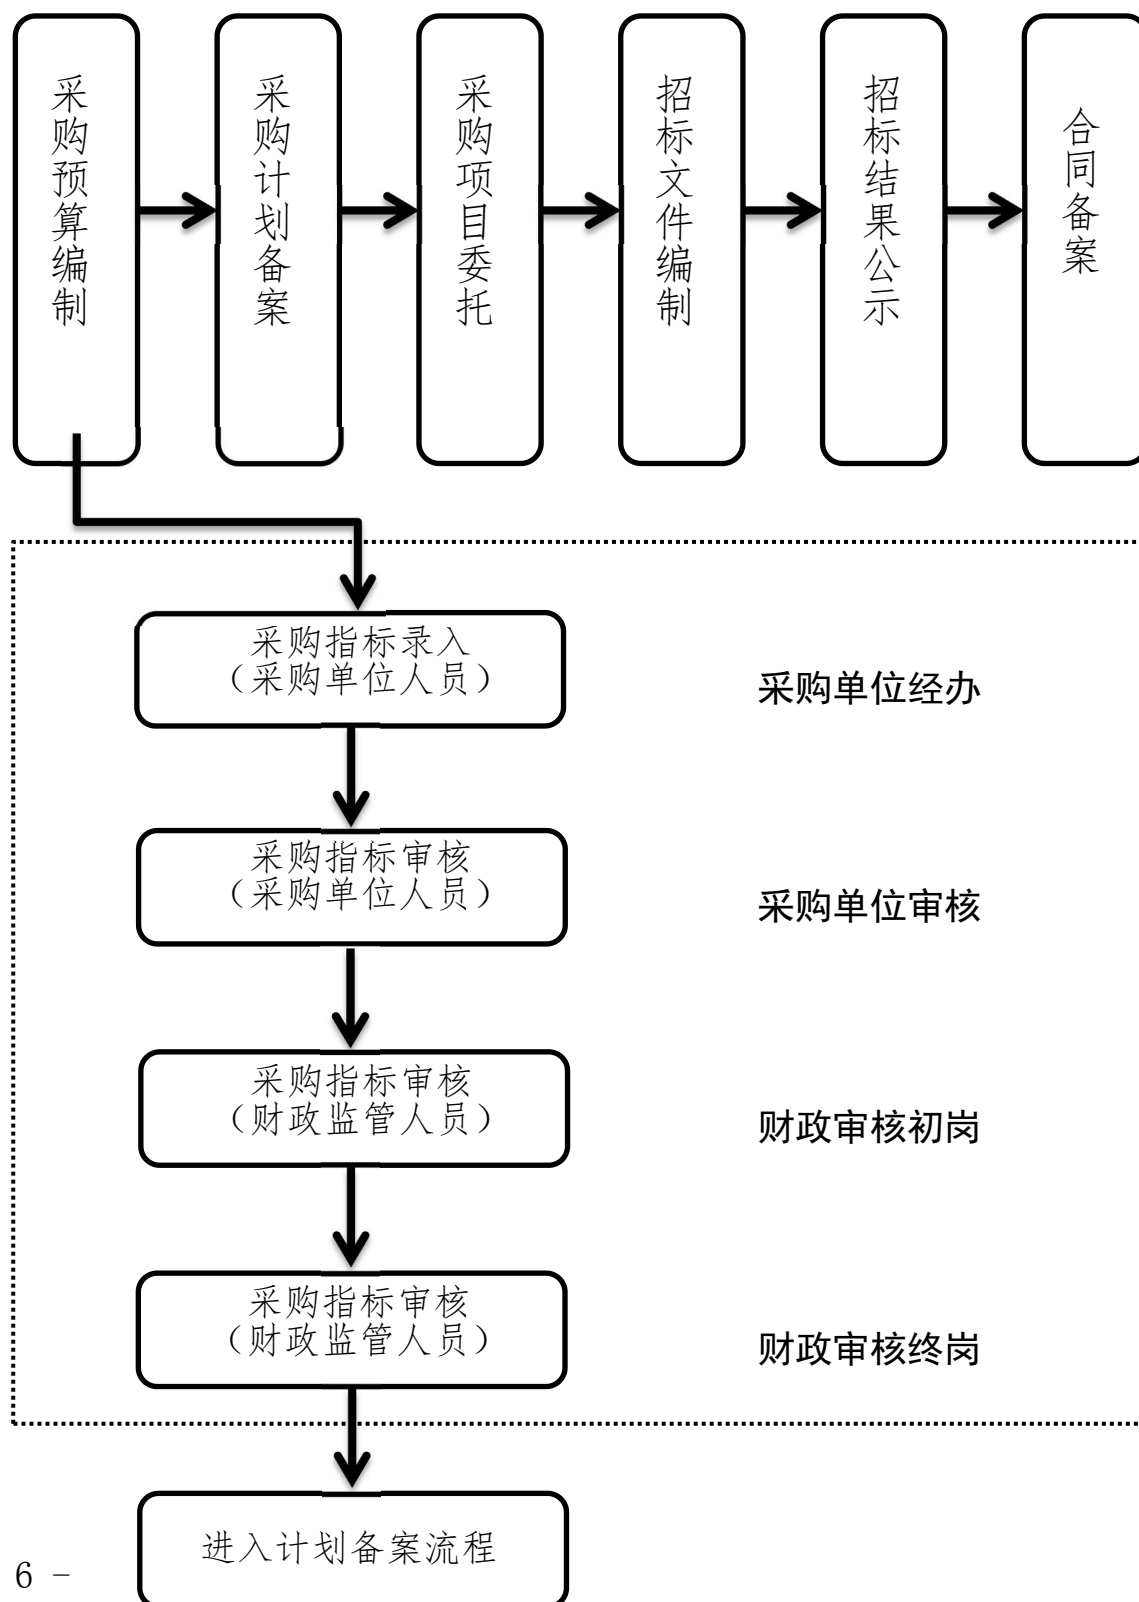 采购预算编制
采购计划备案
采购项目委托
招标文件编制
招标结果公示
合同备案
采购指标录入
（采购单位人员）
采购单位经办
采购指标审核
（采购单位人员）
采购单位审核
采购指标审核
（财政监管人员）
财政审核初岗
采购指标审核
（财政监管人员）
财政审核终岗
进入计划备案流程
6 -